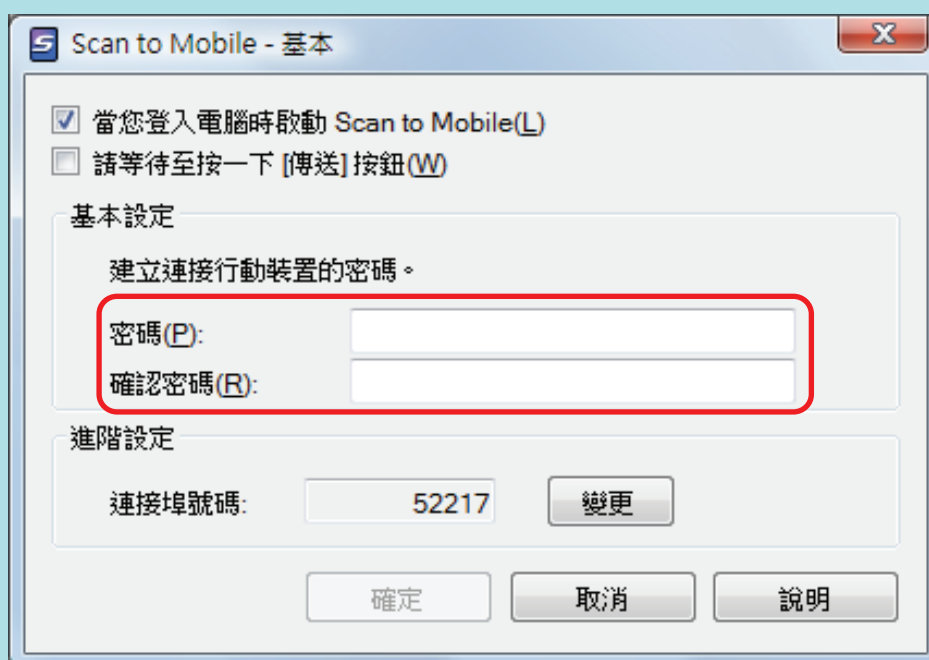 Scan to Mobile - 基本
當您登入電腦時啟動 Scan to Mobile(L)
請等待至按一下 [傳送] 按鈕(W)
基本設定
建立連接行動裝置的密碼。
密碼(P):
確認密碼(R):
進階設定
連接埠號碼: 52217 變更
確定 取消 說明